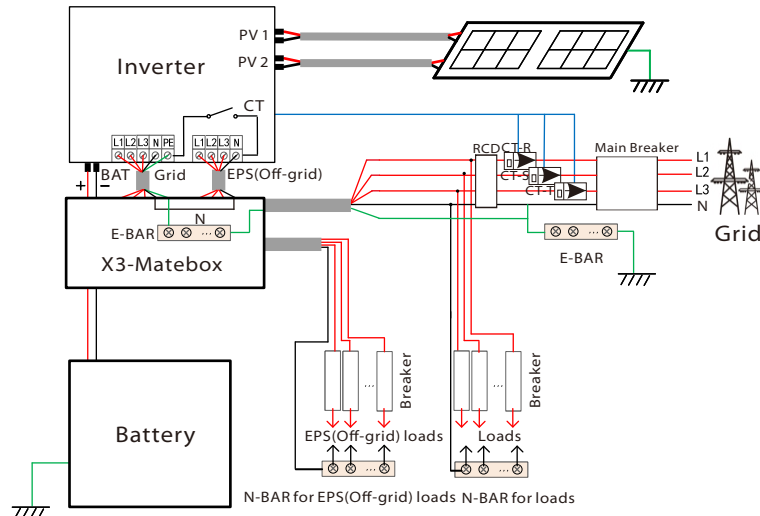 PV 1
Inverter
PV 2
CT
L1 L2 L3 N PE
L1 L2 L3 N
BAT
Grid
EPS(Off-grid)
+
−
RCD
CT-R
Main Breaker
L1
CT-S
L2
CT-T
L3
N
N
E-BAR
...
X3-Matebox
...
E-BAR
Grid
Battery
...
Breaker
...
Breaker
EPS(Off-grid) loads
Loads
...
...
N-BAR for EPS(Off-grid) loads
N-BAR for loads